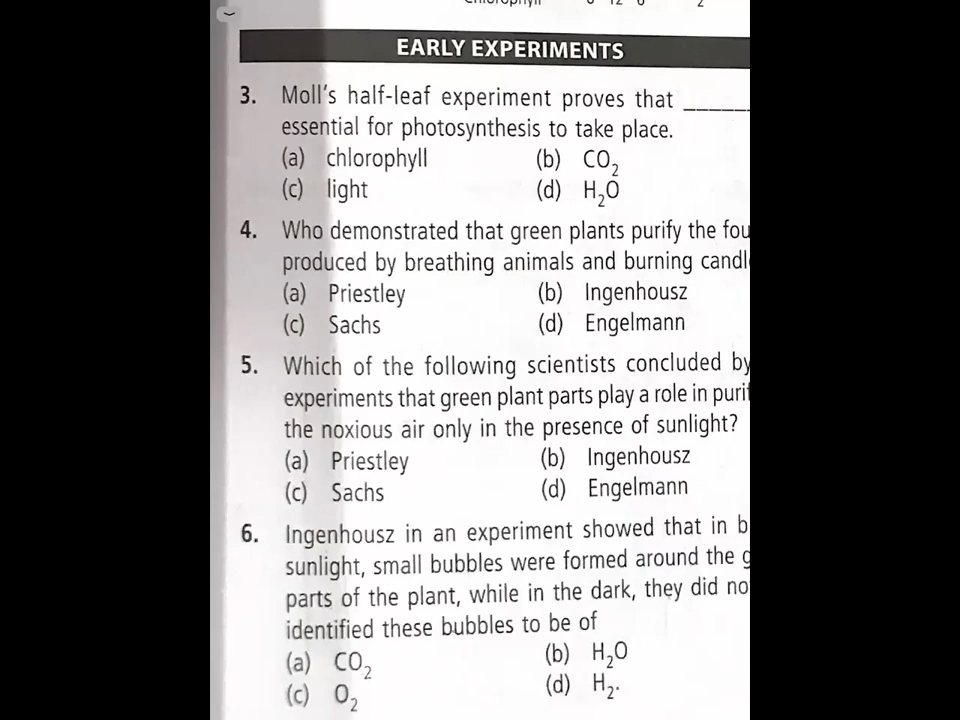 EARLY EXPERIMENTS
3. Moll's half-leaf experiment proves that ______
essential for photosynthesis to take place.
(a) chlorophyll (b) CO₂
(c) light (d) H₂O
4. Who demonstrated that green plants purify the fou
produced by breathing animals and burning candl
(a) Priestley (b) Ingenhousz
(c) Sachs (d) Engelmann
5. Which of the following scientists concluded by
experiments that green plant parts play a role in puri
the noxious air only in the presence of sunlight?
(a) Priestley (b) Ingenhousz
(c) Sachs (d) Engelmann
6. Ingenhousz in an experiment showed that in b
sunlight, small bubbles were formed around the g
parts of the plant, while in the dark, they did no
identified these bubbles to be of
(a) CO₂ (b) H₂O
(c) O₂ (d) H₂.